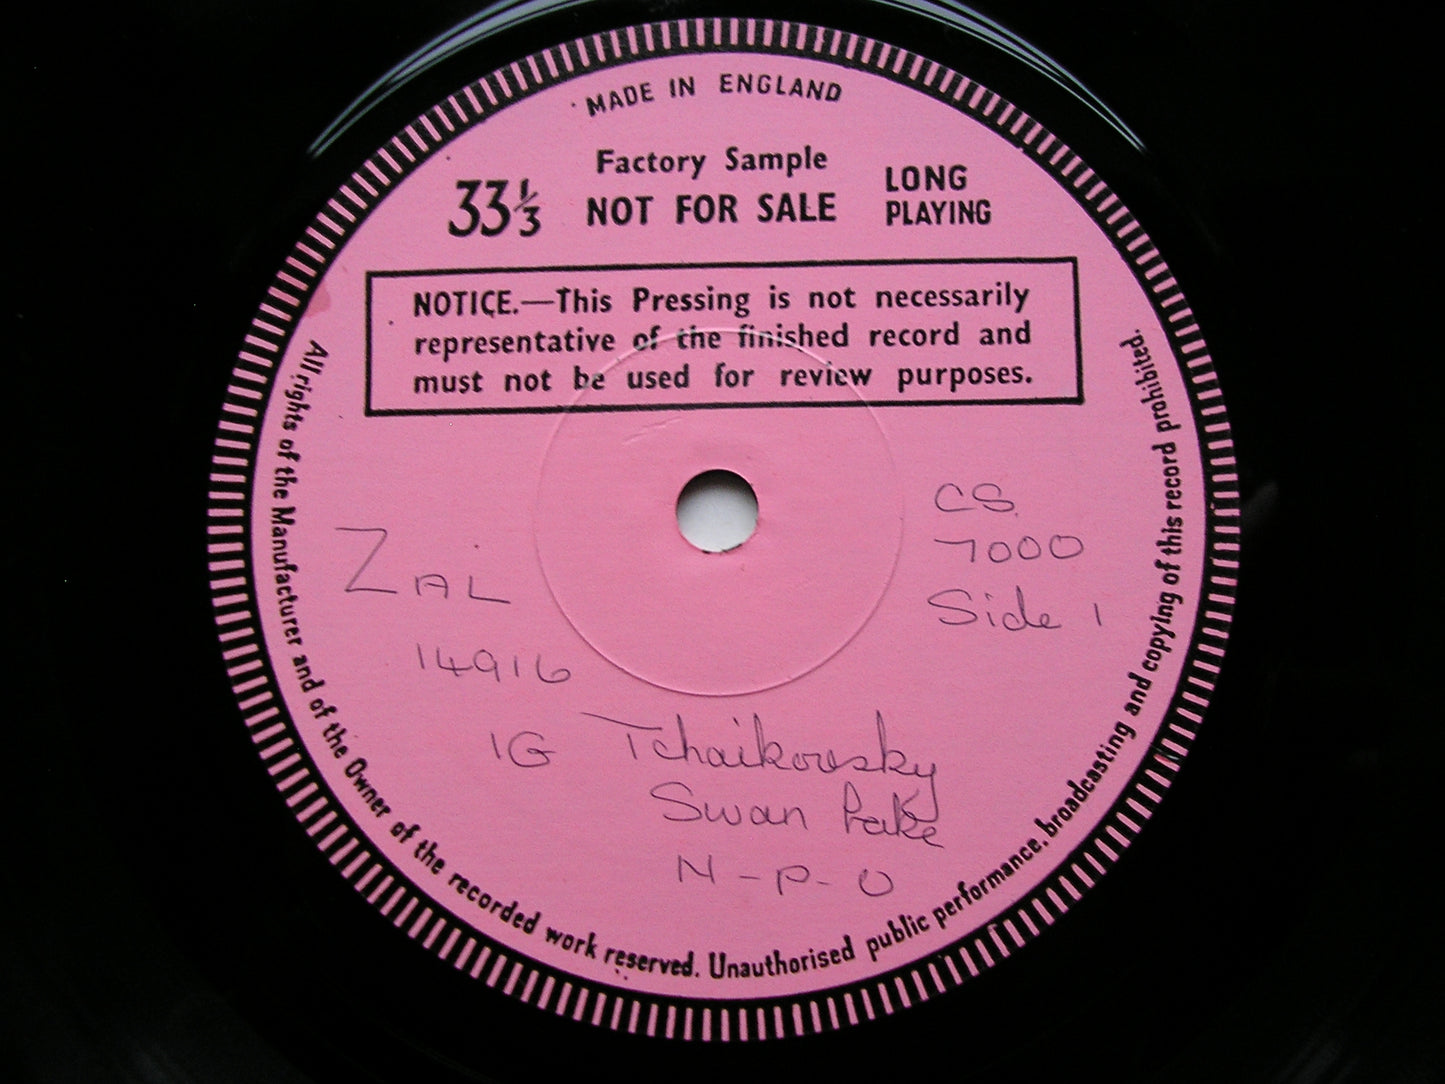 MADE IN ENGLAND
Factory Sample
33⅓ NOT FOR SALE
LONG
PLAYING
NOTICE.—This Pressing is not necessarily
representative of the finished record and
must not be used for review purposes.
CS
7000
Side 1
ZAL
14916
1G Tchaikovsky
Swan Lake
N-P-O
All rights of the Manufacturer and of the Owner of the recorded work reserved. Unauthorised public performance, broadcasting and copying of this record prohibited.